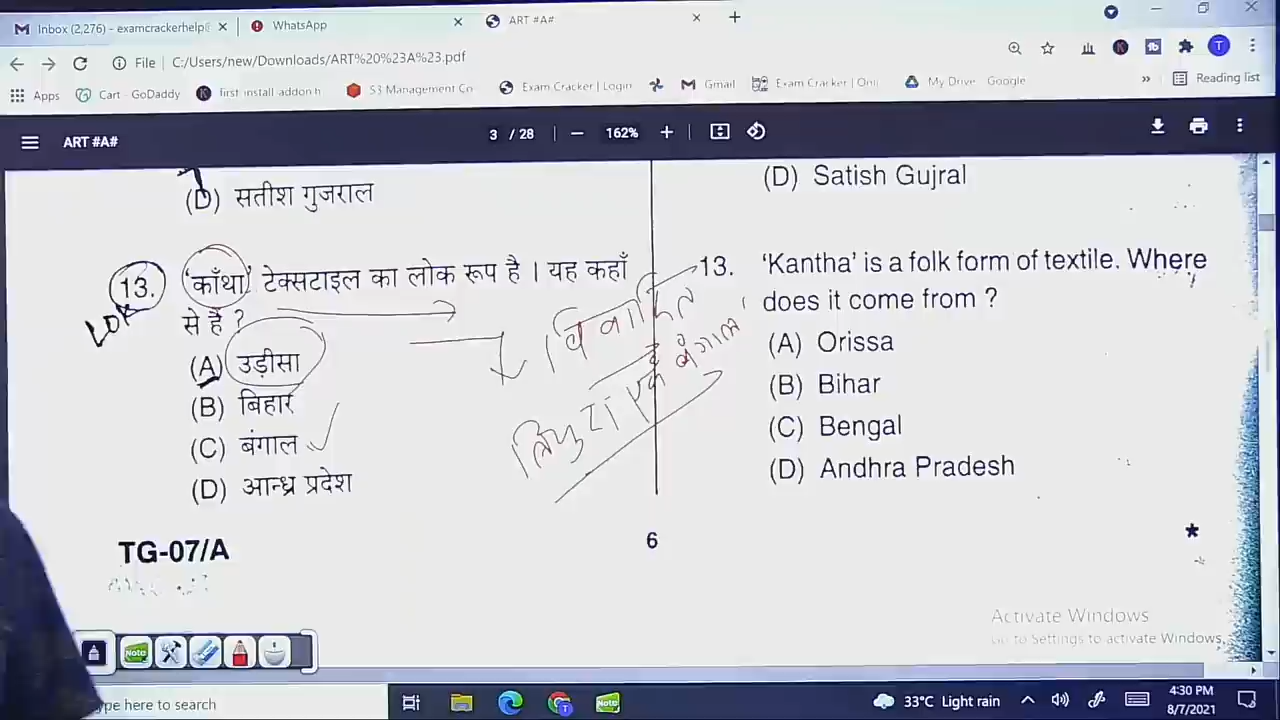 Inbox (2,276) - examcrackerhelp@
WhatsApp
ART #A#
File | C:/Users/new/Downloads/ART%20%23A%23.pdf
Apps
Cart - GoDaddy
first install addon h
S3 Management Co
Exam Cracker | Login
Gmail
Exam Cracker | Onli
My Drive - Google
Reading list
ART #A#
3 / 28
162%
(D) सतीश गुजराल
13. 'काँथा' टेक्सटाइल का लोक रूप है । यह कहाँ
से है ?
(A) उड़ीसा
(B) बिहार
(C) बंगाल
(D) आन्ध्र प्रदेश
TG-07/A
विवादित
है
बंगाल
(D) Satish Gujral
13. 'Kantha' is a folk form of textile. Where
does it come from ?
(A) Orissa
(B) Bihar
(C) Bengal
(D) Andhra Pradesh
6
*
Activate Windows
Go to Settings to activate Windows.
ype here to search
33°C Light rain
4:30 PM
8/7/2021